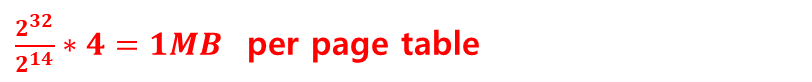 2^32 / 2^14 * 4 = 1MB per page table